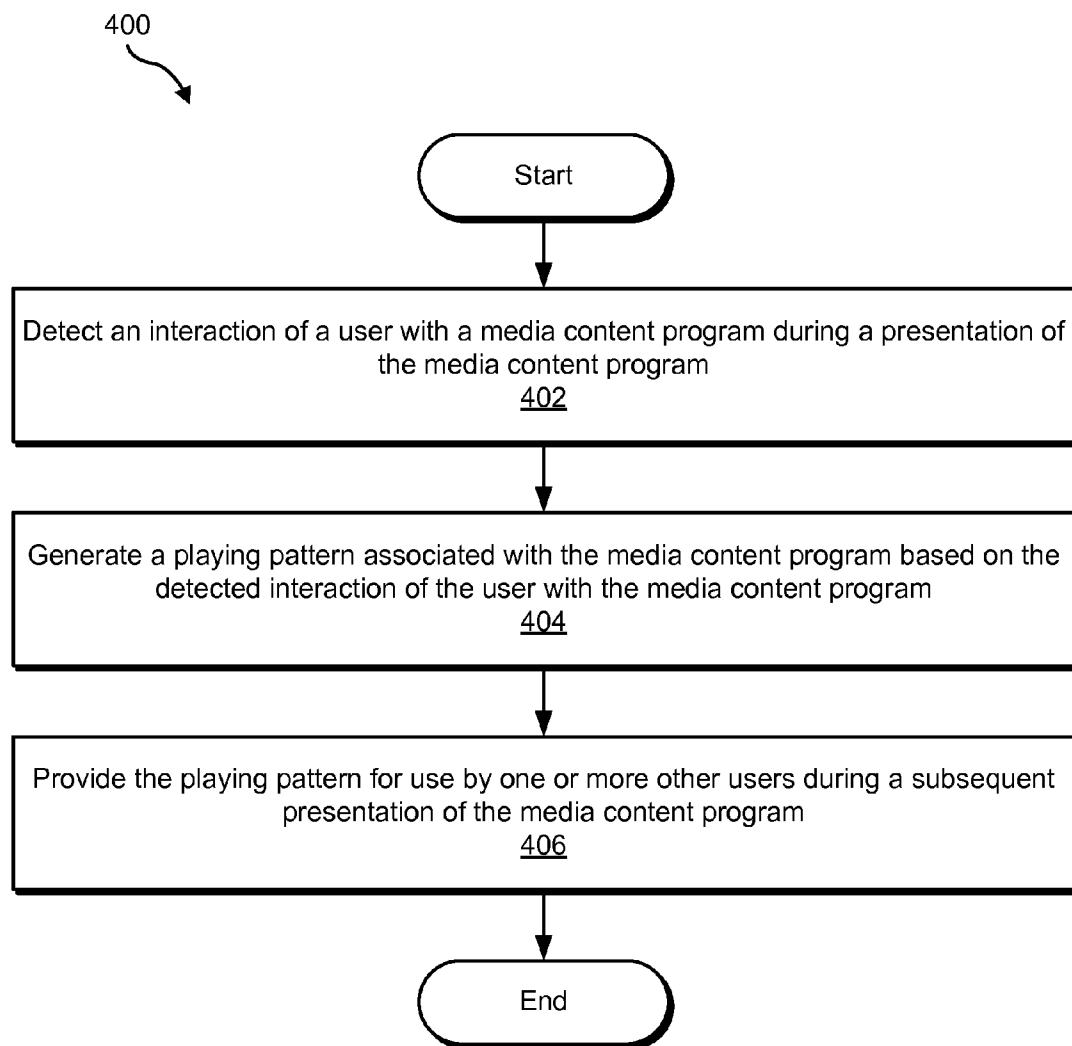 400
Start
Detect an interaction of a user with a media content program during a presentation of
the media content program
402
Generate a playing pattern associated with the media content program based on the
detected interaction of the user with the media content program
404
Provide the playing pattern for use by one or more other users during a subsequent
presentation of the media content program
406
End